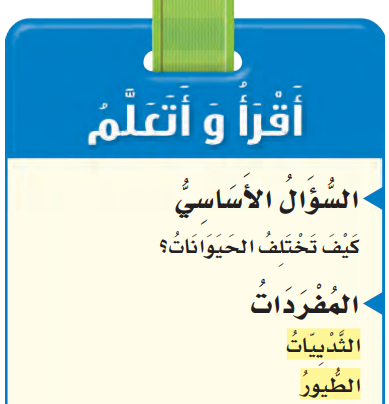 أَقْرَأُ وَ أَتَعَلَّمُ
السُّؤَالُ الأَسَاسِيُّ
كَيْفَ تَخْتَلِفُ الحَيَوَانَاتُ؟
المُفْرَدَاتُ
الثَّدْيِيّاتُ
الطُّيورُ